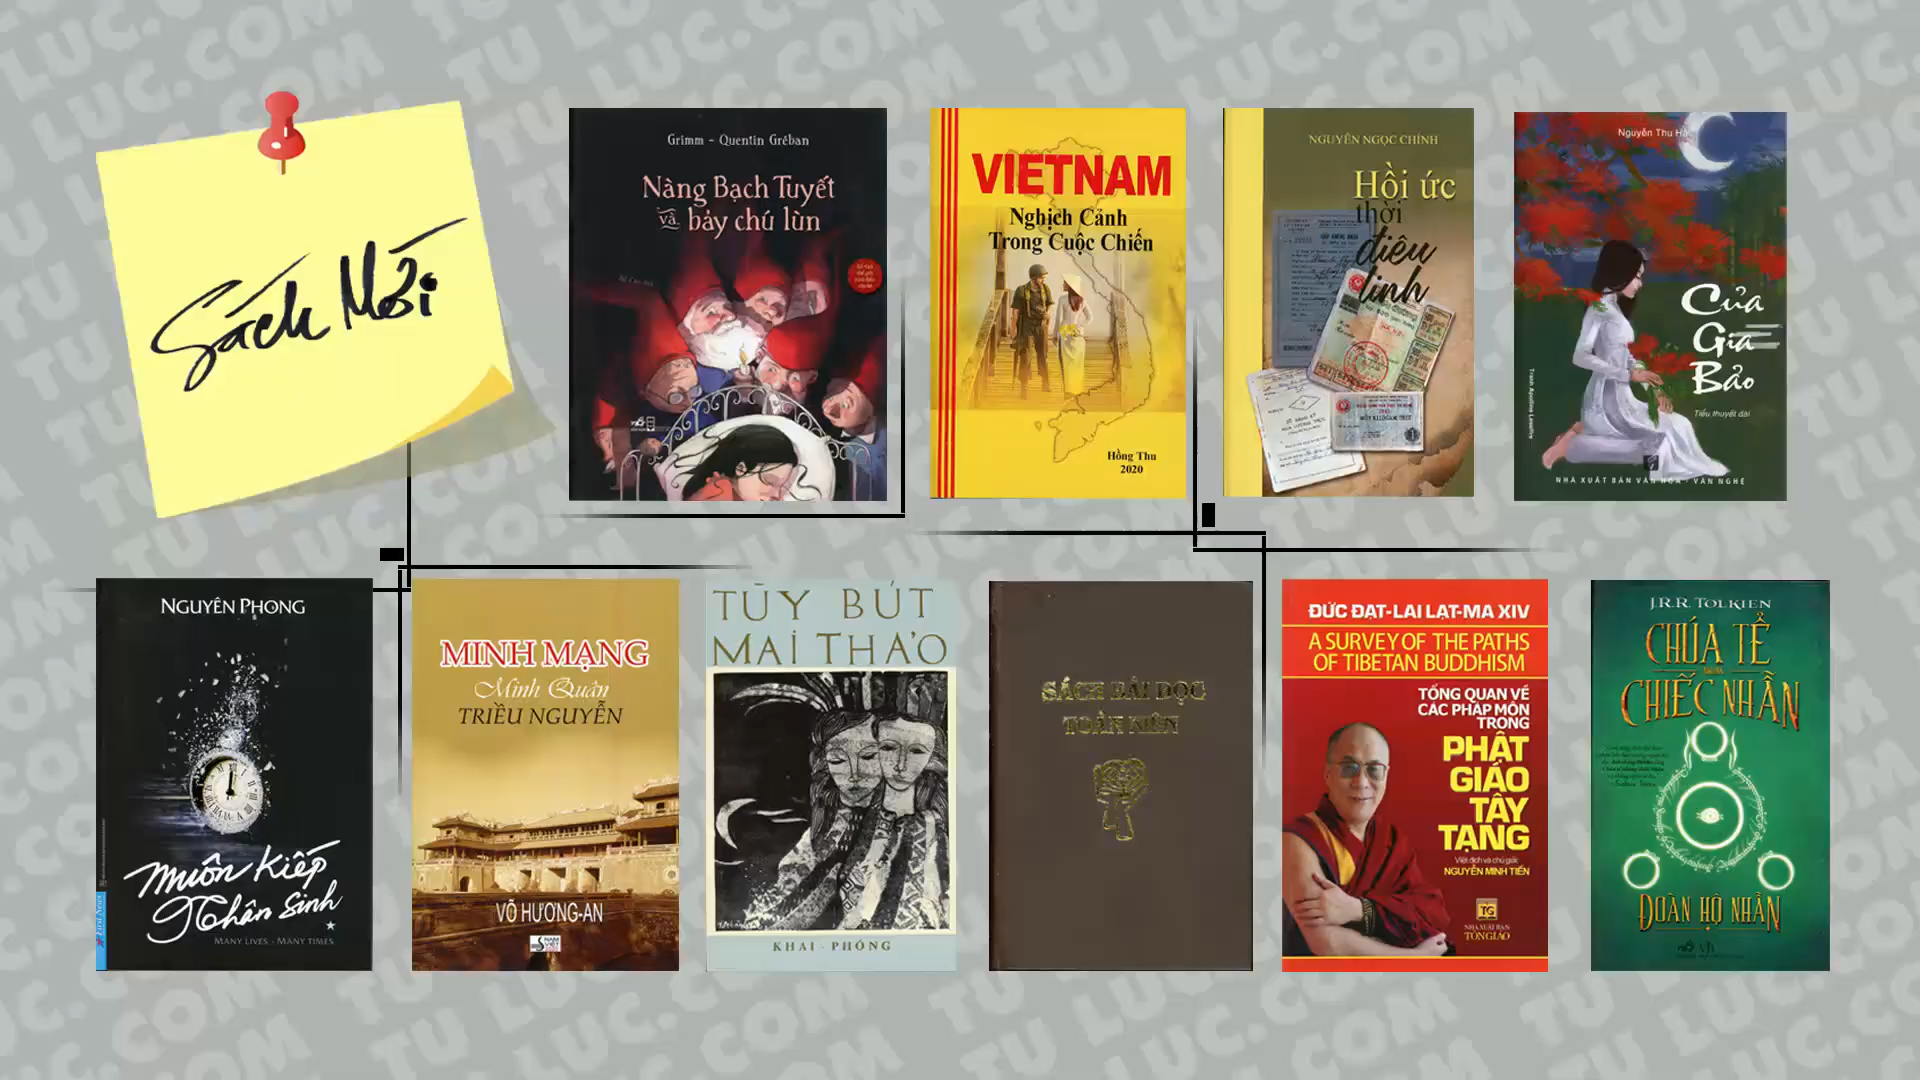 Sách Mới
Grimm - Quentin Gréban
Nàng Bạch Tuyết
và bảy chú lùn
VIETNAM
Nghịch Cảnh
Trong Cuộc Chiến
Hồng Thu
2020
NGUYỄN NGỌC CHÍNH
Hồi ức
thời
điêu
linh
Nguyễn Thu
Của
Gia
Bảo
Tiểu thuyết dài
NHÀ XUẤT BẢN VĂN HÓA - VĂN NGHỆ
NGUYÊN PHONG
Muôn Kiếp
Nhân Sinh
MANY LIVES - MANY TIMES
First News
MINH MẠNG
Minh Quân
TRIỀU NGUYỄN
VÕ HƯƠNG-AN
TÙY BÚT
MAI THẢO
KHAI - PHÓNG
SÁCH BÀI ĐỌC
TOÀN NIÊN
ĐỨC ĐẠT-LAI LẠT-MA XIV
A SURVEY OF THE PATHS
OF TIBETAN BUDDHISM
TỔNG QUAN VỀ
CÁC PHÁP MÔN
TRONG
PHẬT
GIÁO
TÂY
TẠNG
Việt dịch và chú giải:
NGUYỄN MINH TIẾN
TG
NHÀ XUẤT BẢN
TÔN GIÁO
J.R.R. TOLKIEN
CHÚA TỂ
CHIẾC NHẪN
ĐOÀN HỘ NHẪN
TU LUC.COM